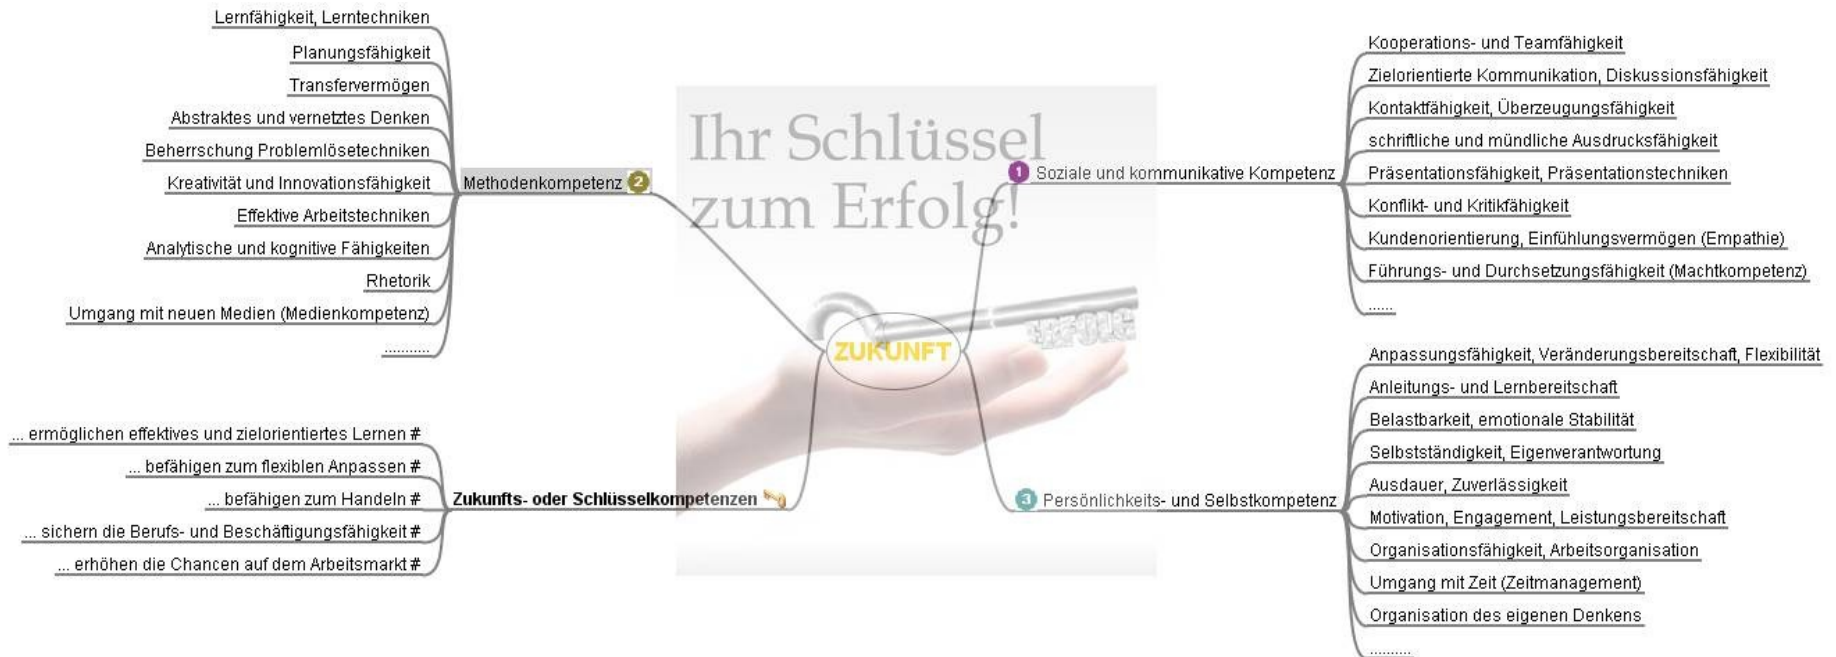 Ihr Schlüssel
zum Erfolg!
ZUKUNFT
ERFOLG
1 Soziale und kommunikative Kompetenz
Kooperations- und Teamfähigkeit
Zielorientierte Kommunikation, Diskussionsfähigkeit
Kontaktfähigkeit, Überzeugungsfähigkeit
schriftliche und mündliche Ausdrucksfähigkeit
Präsentationsfähigkeit, Präsentationstechniken
Konflikt- und Kritikfähigkeit
Kundenorientierung, Einfühlungsvermögen (Empathie)
Führungs- und Durchsetzungsfähigkeit (Machtkompetenz)
......
Methodenkompetenz 2
Lernfähigkeit, Lerntechniken
Planungsfähigkeit
Transfervermögen
Abstraktes und vernetztes Denken
Beherrschung Problemlösetechniken
Kreativität und Innovationsfähigkeit
Effektive Arbeitstechniken
Analytische und kognitive Fähigkeiten
Rhetorik
Umgang mit neuen Medien (Medienkompetenz)
...........
3 Persönlichkeits- und Selbstkompetenz
Anpassungsfähigkeit, Veränderungsbereitschaft, Flexibilität
Anleitungs- und Lernbereitschaft
Belastbarkeit, emotionale Stabilität
Selbstständigkeit, Eigenverantwortung
Ausdauer, Zuverlässigkeit
Motivation, Engagement, Leistungsbereitschaft
Organisationsfähigkeit, Arbeitsorganisation
Umgang mit Zeit (Zeitmanagement)
Organisation des eigenen Denkens
..........
Zukunfts- oder Schlüsselkompetenzen
... ermöglichen effektives und zielorientiertes Lernen #
... befähigen zum flexiblen Anpassen #
... befähigen zum Handeln #
... sichern die Berufs- und Beschäftigungsfähigkeit #
... erhöhen die Chancen auf dem Arbeitsmarkt #